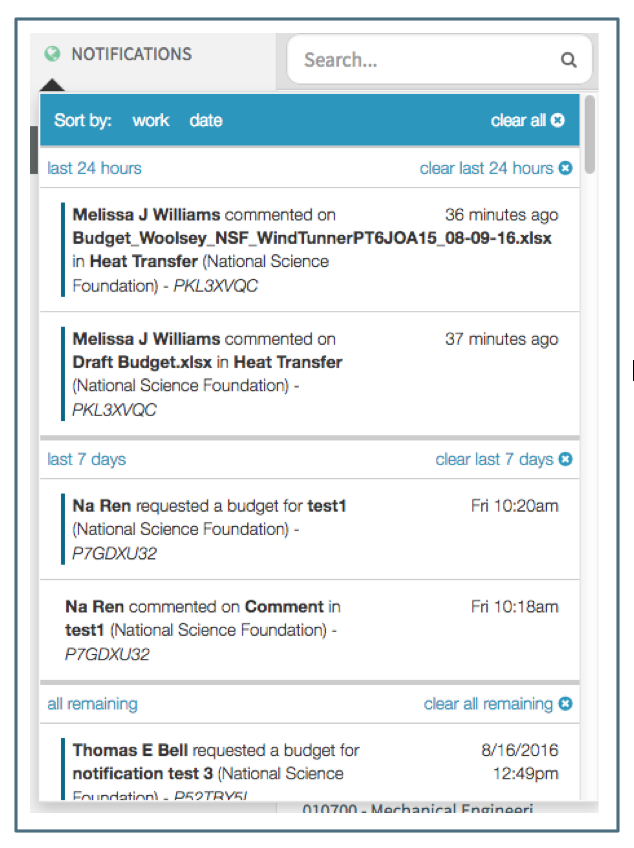 NOTIFICATIONS
Search...
Sort by: work date clear all
last 24 hours clear last 24 hours
Melissa J Williams commented on 36 minutes ago
Budget_Woolsey_NSF_WindTunnerPT6JOA15_08-09-16.xlsx
in Heat Transfer (National Science
Foundation) - PKL3XVQC
Melissa J Williams commented on 37 minutes ago
Draft Budget.xlsx in Heat Transfer
(National Science Foundation) -
PKL3XVQC
last 7 days clear last 7 days
Na Ren requested a budget for test1 Fri 10:20am
(National Science Foundation) -
P7GDXU32
Na Ren commented on Comment in Fri 10:18am
test1 (National Science Foundation) -
P7GDXU32
all remaining clear all remaining
Thomas E Bell requested a budget for 8/16/2016
notification test 3 (National Science 12:49pm
Foundation) -
010700 - Mechanical Engineeri